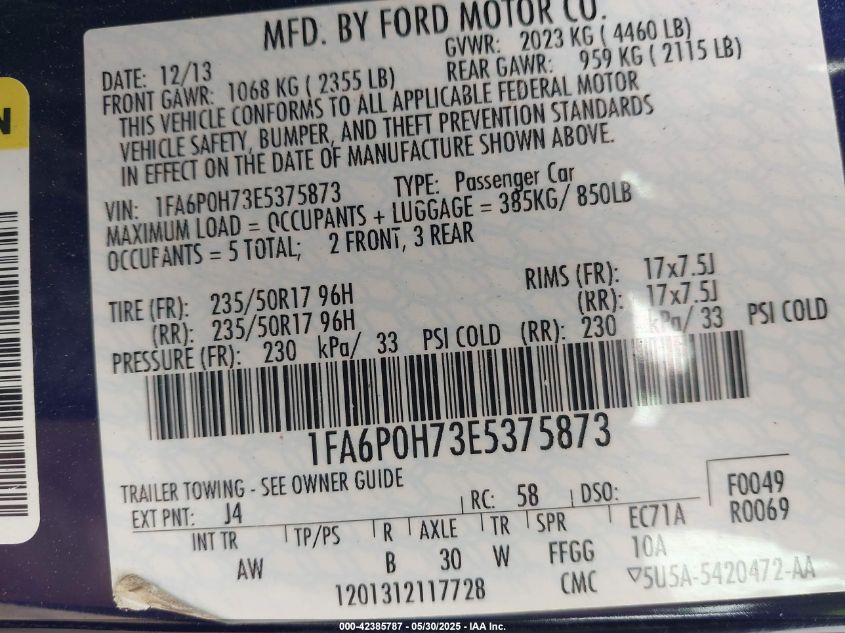 MFD. BY FORD MOTOR CO.
DATE: 12/13 GVWR: 2023 KG ( 4460 LB)
FRONT GAWR: 1068 KG ( 2355 LB) REAR GAWR: 959 KG ( 2115 LB)
THIS VEHICLE CONFORMS TO ALL APPLICABLE FEDERAL MOTOR
VEHICLE SAFETY, BUMPER, AND THEFT PREVENTION STANDARDS
IN EFFECT ON THE DATE OF MANUFACTURE SHOWN ABOVE.
VIN: 1FA6P0H73E5375873 TYPE: Passenger Car
MAXIMUM LOAD = OCCUPANTS + LUGGAGE = 385KG/ 850LB
OCCUPANTS = 5 TOTAL; 2 FRONT, 3 REAR
TIRE (FR): 235/50R17 96H RIMS (FR): 17x7.5J
(RR): 235/50R17 96H (RR): 17x7.5J
PRESSURE (FR): 230 kPa/ 33 PSI COLD (RR): 230 kPa/ 33 PSI COLD
1FA6P0H73E5375873
TRAILER TOWING - SEE OWNER GUIDE
EXT PNT: J4 RC: 58 DSO: F0049
INT TR TP/PS R AXLE TR SPR EC71A R0069
AW B 30 W FFGG 10A
1201312117728 CMC 5U5A-5420472-AA
N
000-42385787 - 05/30/2025 - IAA Inc.